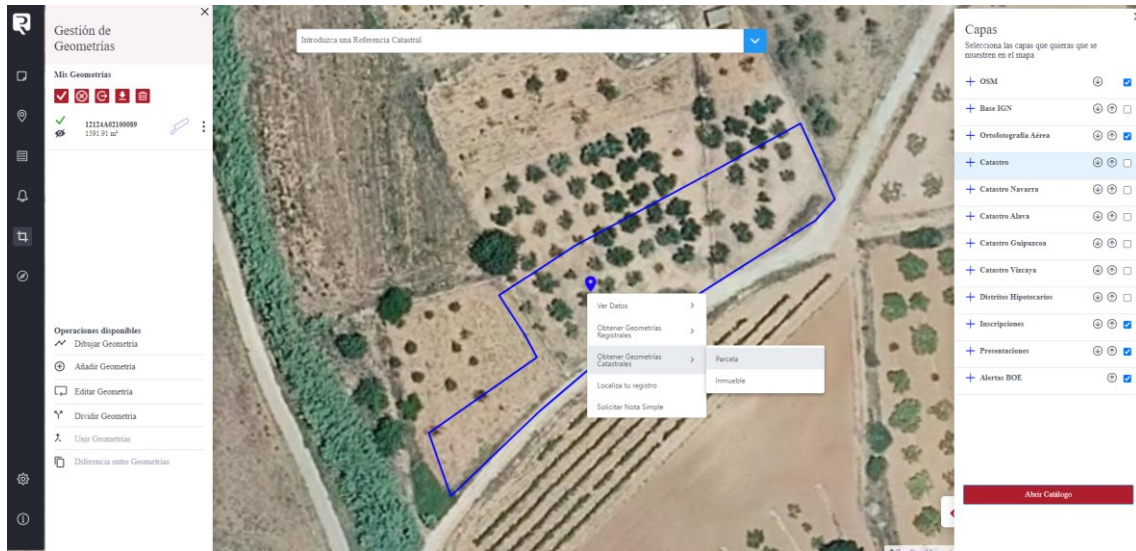 Gestión de
Geometrías
Mis Geometrías
12124A02100089
1591.91 m²
Operaciones disponibles
Dibujar Geometría
Añadir Geometría
Editar Geometría
Dividir Geometría
Unir Geometrías
Diferencia entre Geometrías
Introduzca una Referencia Catastral
Ver Datos
Obtener Geometrías
Registrales
Obtener Geometrías
Catastrales
Localiza tu registro
Solicitar Nota Simple
Parcela
Inmueble
Capas
Selecciona las capas que quieras que se
muestren en el mapa
OSM
Base IGN
Ortofotografía Aérea
Catastro
Catastro Navarra
Catastro Alava
Catastro Guipuzcoa
Catastro Vizcaya
Distritos Hipotecarios
Inscripciones
Presentaciones
Alertas BOE
Abrir Catálogo